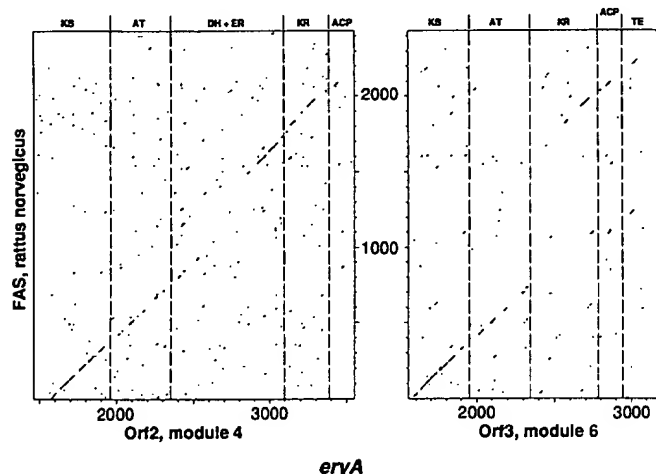 KS AT DH + ER KR ACP
KS AT KR ACP TE
FAS, rattus norvegicus
2000
1000
2000 3000
Orf2, module 4
2000 3000
Orf3, module 6
eryA